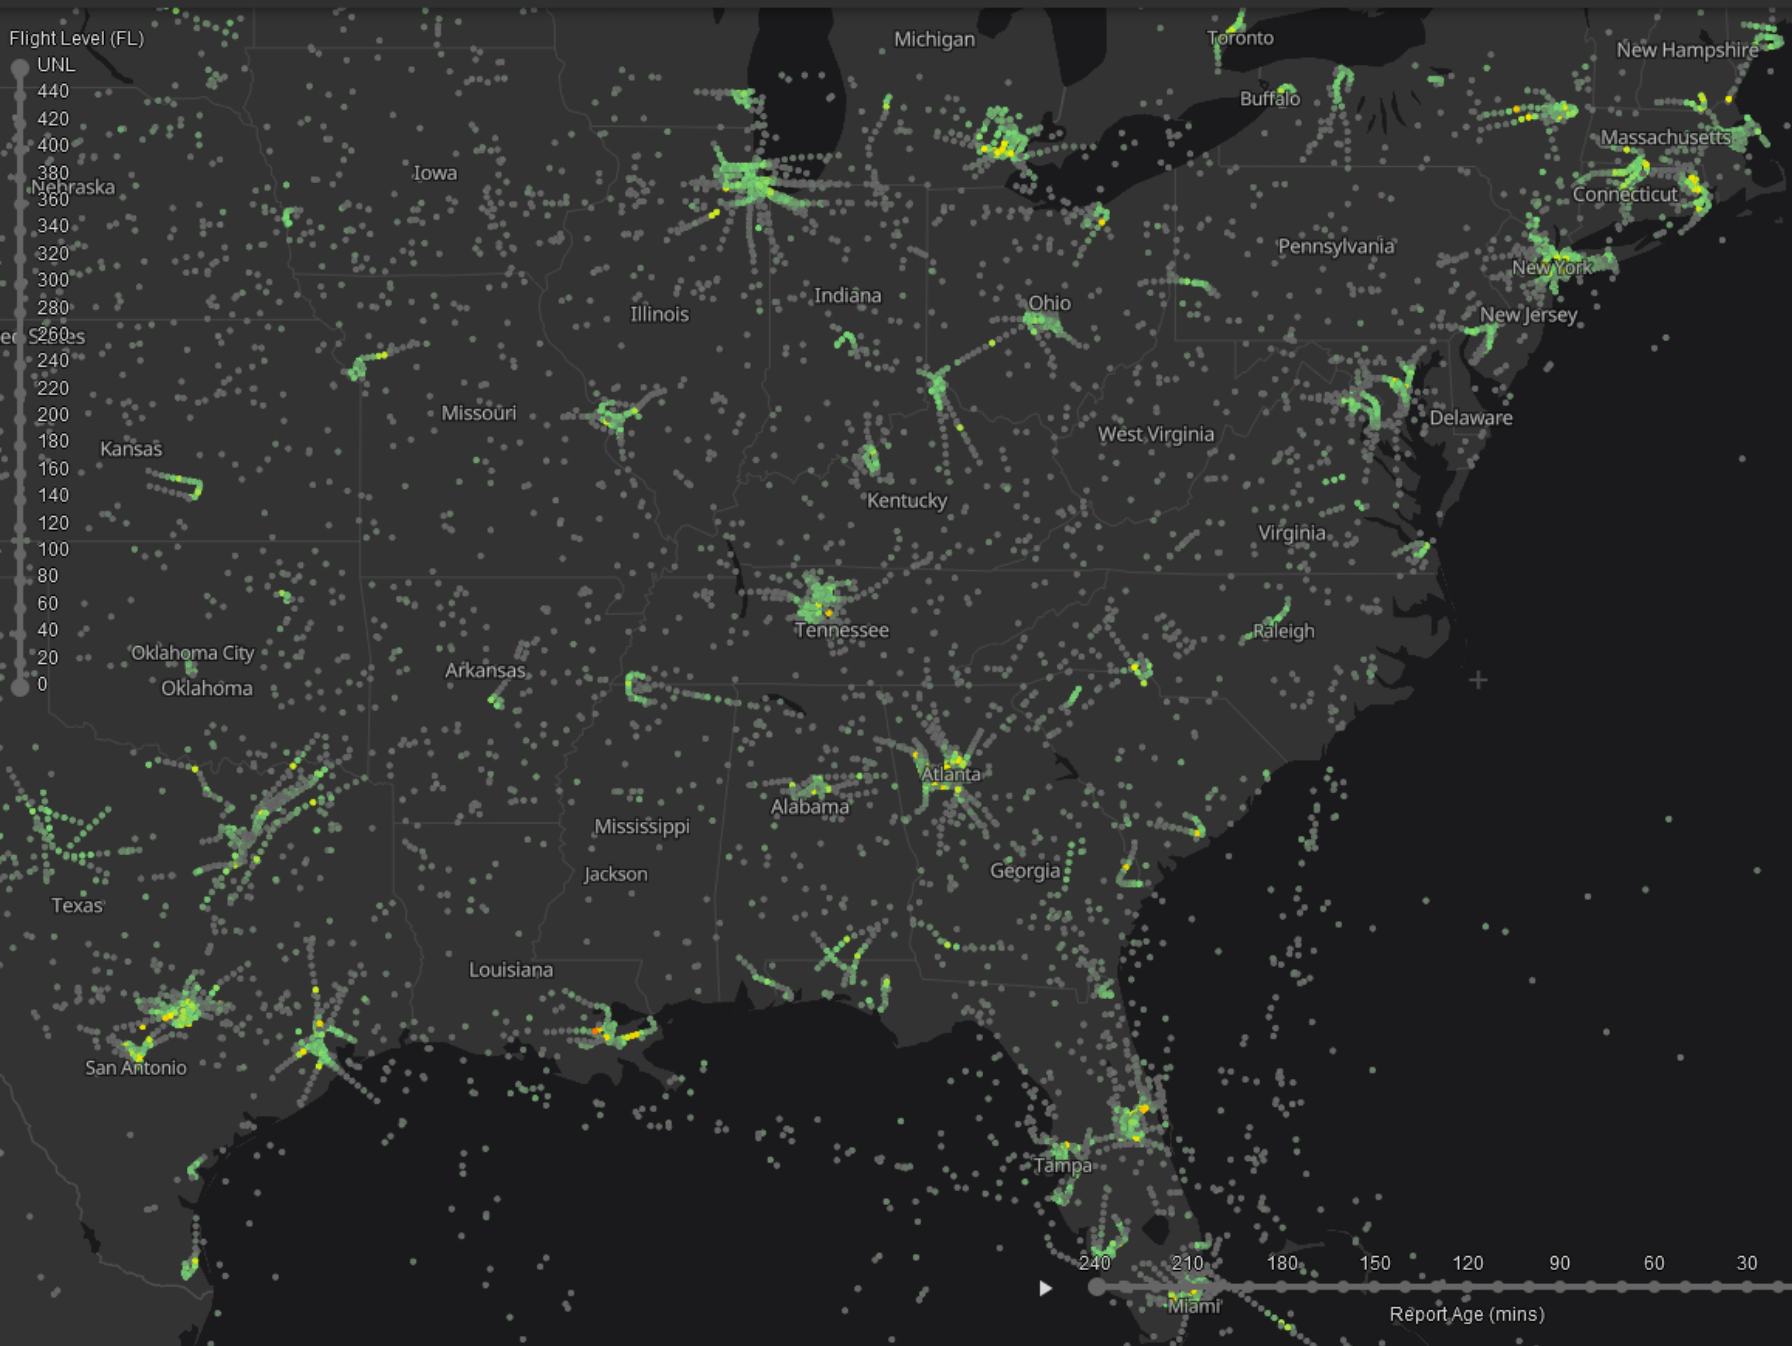 Flight Level (FL)
UNL
440
420
400
380
360
340
320
300
280
260
240
220
200
180
160
140
120
100
80
60
40
20
0
Michigan
Toronto
New Hampshire
Buffalo
Massachusetts
Iowa
Nebraska
Connecticut
Pennsylvania
New York
Indiana
Ohio
Illinois
New Jersey
ed States
Missouri
Delaware
West Virginia
Kansas
Kentucky
Virginia
Tennessee
Raleigh
Oklahoma City
Arkansas
Oklahoma
Atlanta
Alabama
Mississippi
Georgia
Jackson
Texas
Louisiana
San Antonio
Tampa
240 210 180 150 120 90 60 30
Miami
Report Age (mins)